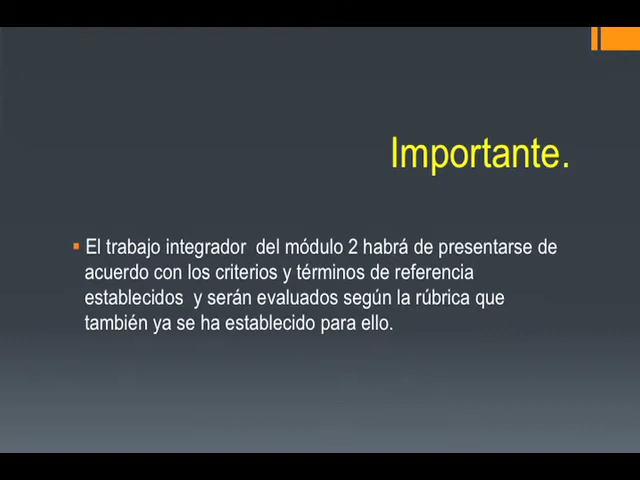 Importante.
El trabajo integrador  del módulo 2 habrá de presentarse de
acuerdo con los criterios y términos de referencia
establecidos  y serán evaluados según la rúbrica que
también ya se ha establecido para ello.